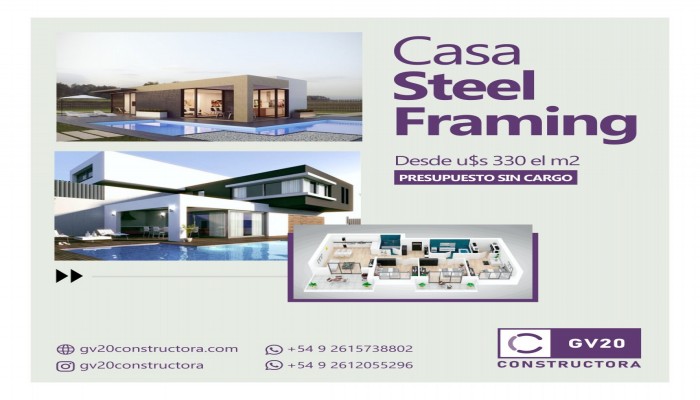 Casa
Steel
Framing
Desde u$s 330 el m2
PRESUPUESTO SIN CARGO
gv20constructora.com
gv20constructora
+54 9 2615738802
+54 9 2612055296
C GV20
CONSTRUCTORA